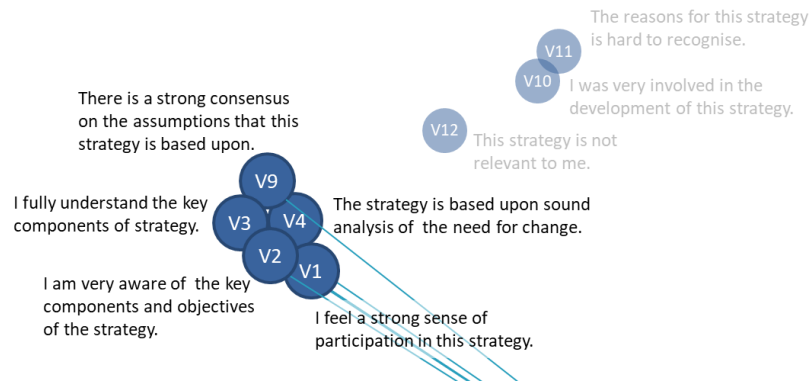 The reasons for this strategy
is hard to recognise.
V11
V10
I was very involved in the
development of this strategy.
V12
This strategy is not
relevant to me.
There is a strong consensus
on the assumptions that this
strategy is based upon.
V9
I fully understand the key
components of strategy.
V3
V4
The strategy is based upon sound
analysis of the need for change.
V2
V1
I am very aware of the key
components and objectives
of the strategy.
I feel a strong sense of
participation in this strategy.